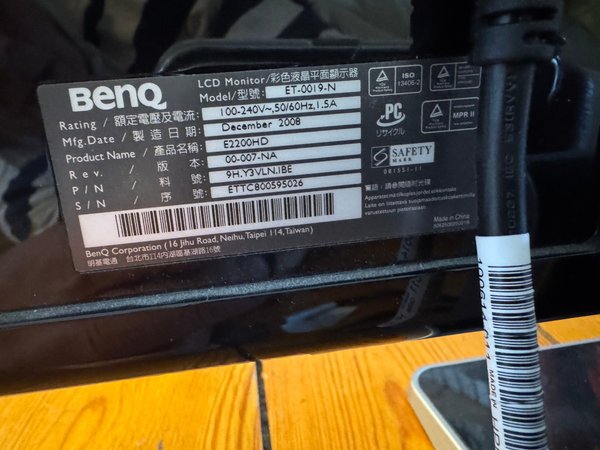 BenQ
LCD Monitor/彩色液晶平面顯示器
Model/型號: ET-0019-N
Rating / 額定電壓及電流: 100-240V~,50/60Hz,1.5A
Mfg. Date / 製造日期: December 2008
Product Name / 產品名稱: E2200HD
Rev. 00-007-NA
P/N / 料號: 9H.Y3VLN.IBE
S/N / 序號: ETTC800595026
BenQ Corporation (16 Jihu Road, Neihu, Taipei 114, Taiwan)
明基電通 台北市114內湖區基湖路16號
ISO
13406-2
MPR II
PC
リサイクル
SAFETY
MARK
Made in China
MADE IN